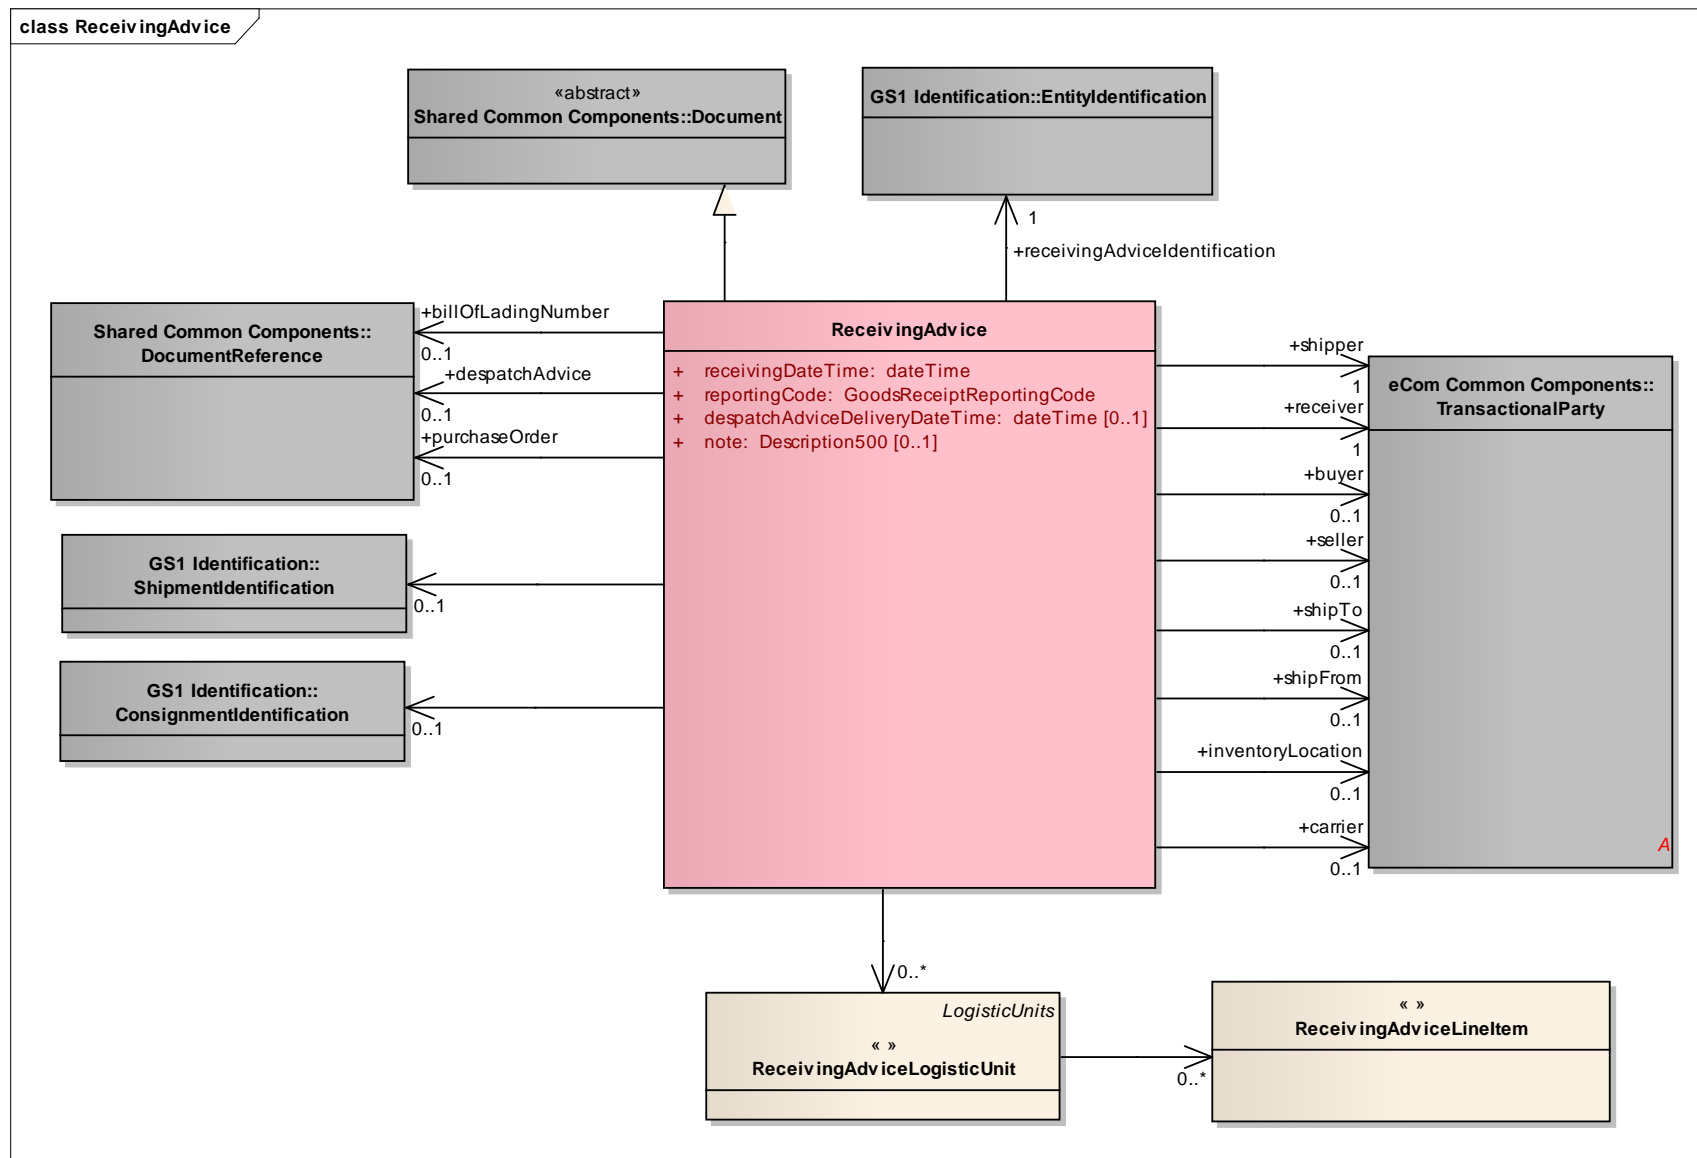 class ReceivingAdvice
«abstract»
Shared Common Components::Document
GS1 Identification::EntityIdentification
1
+receivingAdviceIdentification
Shared Common Components::
DocumentReference
+billOfLadingNumber
0..1
+despatchAdvice
0..1
+purchaseOrder
0..1
ReceivingAdvice
+ receivingDateTime: dateTime
+ reportingCode: GoodsReceiptReportingCode
+ despatchAdviceDeliveryDateTime: dateTime [0..1]
+ note: Description500 [0..1]
+shipper
1
+receiver
1
+buyer
0..1
+seller
0..1
+shipTo
0..1
+shipFrom
0..1
+inventoryLocation
0..1
+carrier
0..1
eCom Common Components::
TransactionalParty
A
GS1 Identification::
ShipmentIdentification
0..1
GS1 Identification::
ConsignmentIdentification
0..1
0..*
LogisticUnits
« »
ReceivingAdviceLogisticUnit
0..*
« »
ReceivingAdviceLineItem